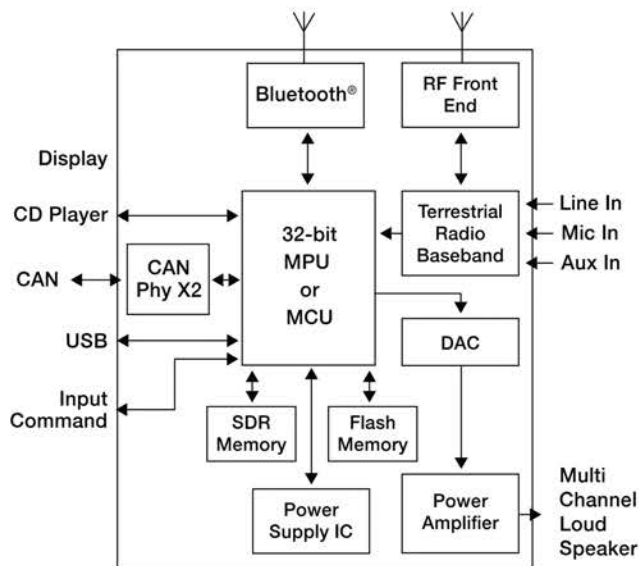 Bluetooth®
RF Front
End
Display
CD Player
CAN
CAN
Phy X2
USB
Input
Command
32-bit
MPU
or
MCU
Terrestrial
Radio
Baseband
Line In
Mic In
Aux In
DAC
SDR
Memory
Flash
Memory
Power
Supply IC
Power
Amplifier
Multi
Channel
Loud
Speaker